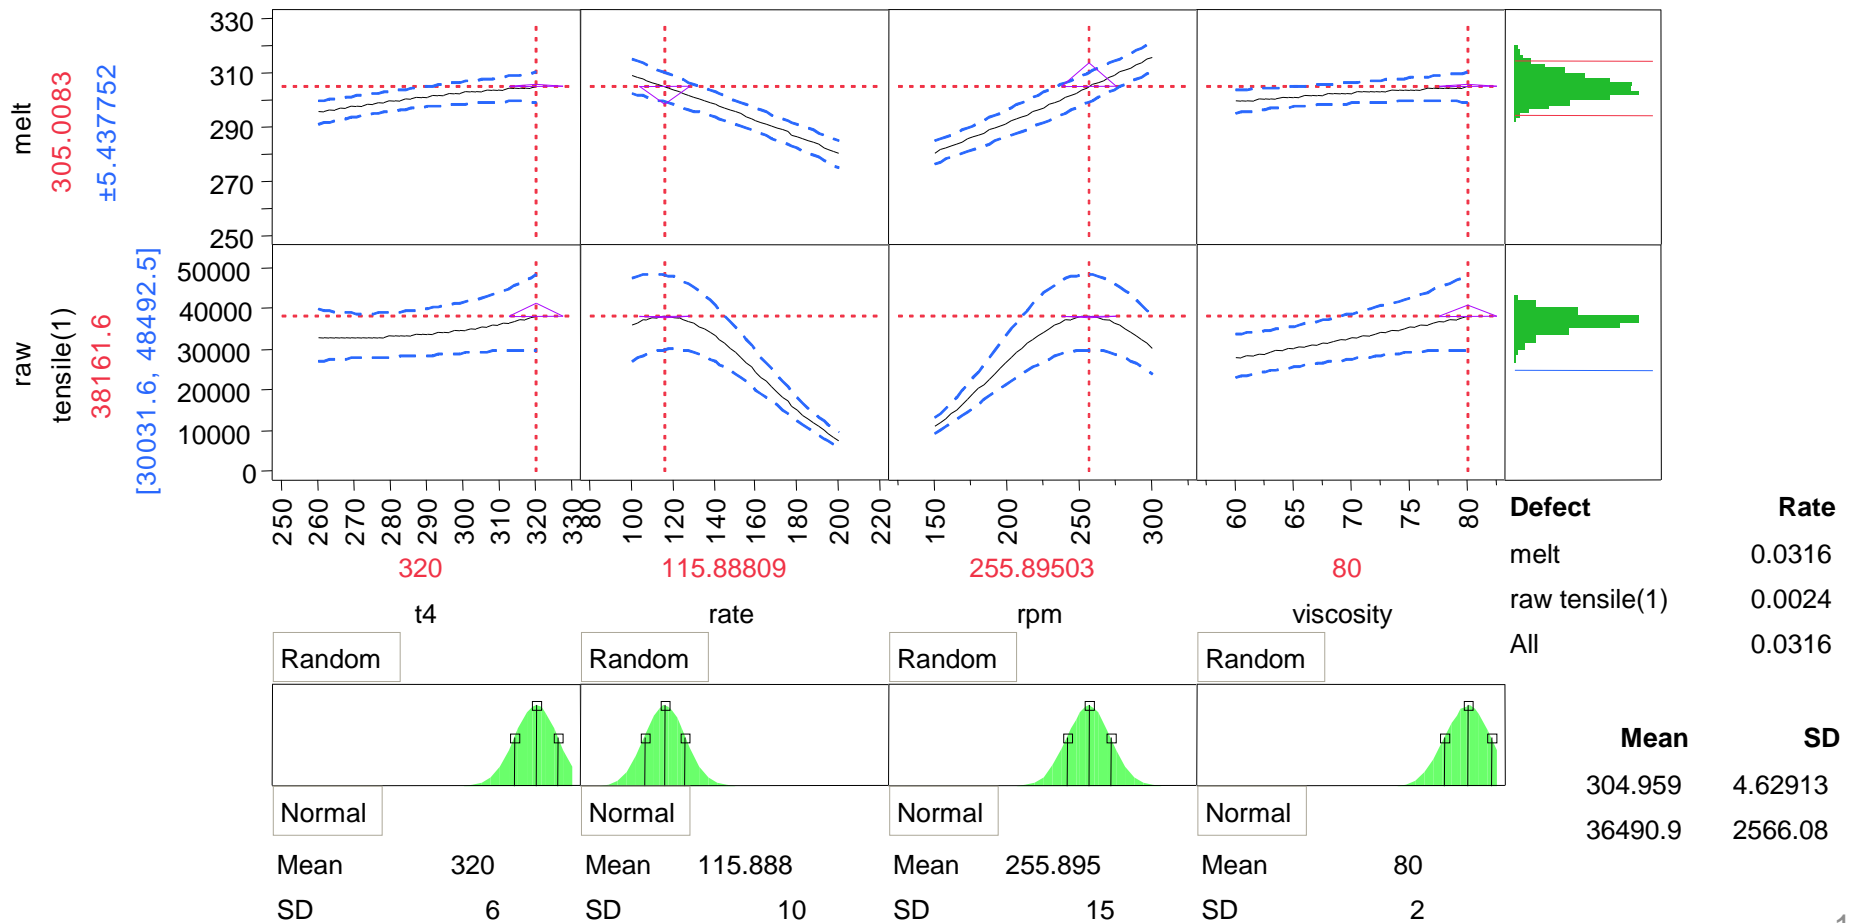 330
310
290
270
250
melt
305.0083
±5.437752
50000
40000
30000
20000
10000
0
raw
tensile(1)
38161.6
[30031.6, 48492.5]
250 260 270 280 290 300 310 320 330 80 100 120 140 160 180 200 220 150 200 250 300 60 65 70 75 80
320 115.88809 255.89503 80
t4 rate rpm viscosity
Defect Rate
melt 0.0316
raw tensile(1) 0.0024
All 0.0316
Random Random Random Random
Mean SD
304.959 4.62913
36490.9 2566.08
Normal Normal Normal Normal
Mean 320 Mean 115.888 Mean 255.895 Mean 80
SD 6 SD 10 SD 15 SD 2